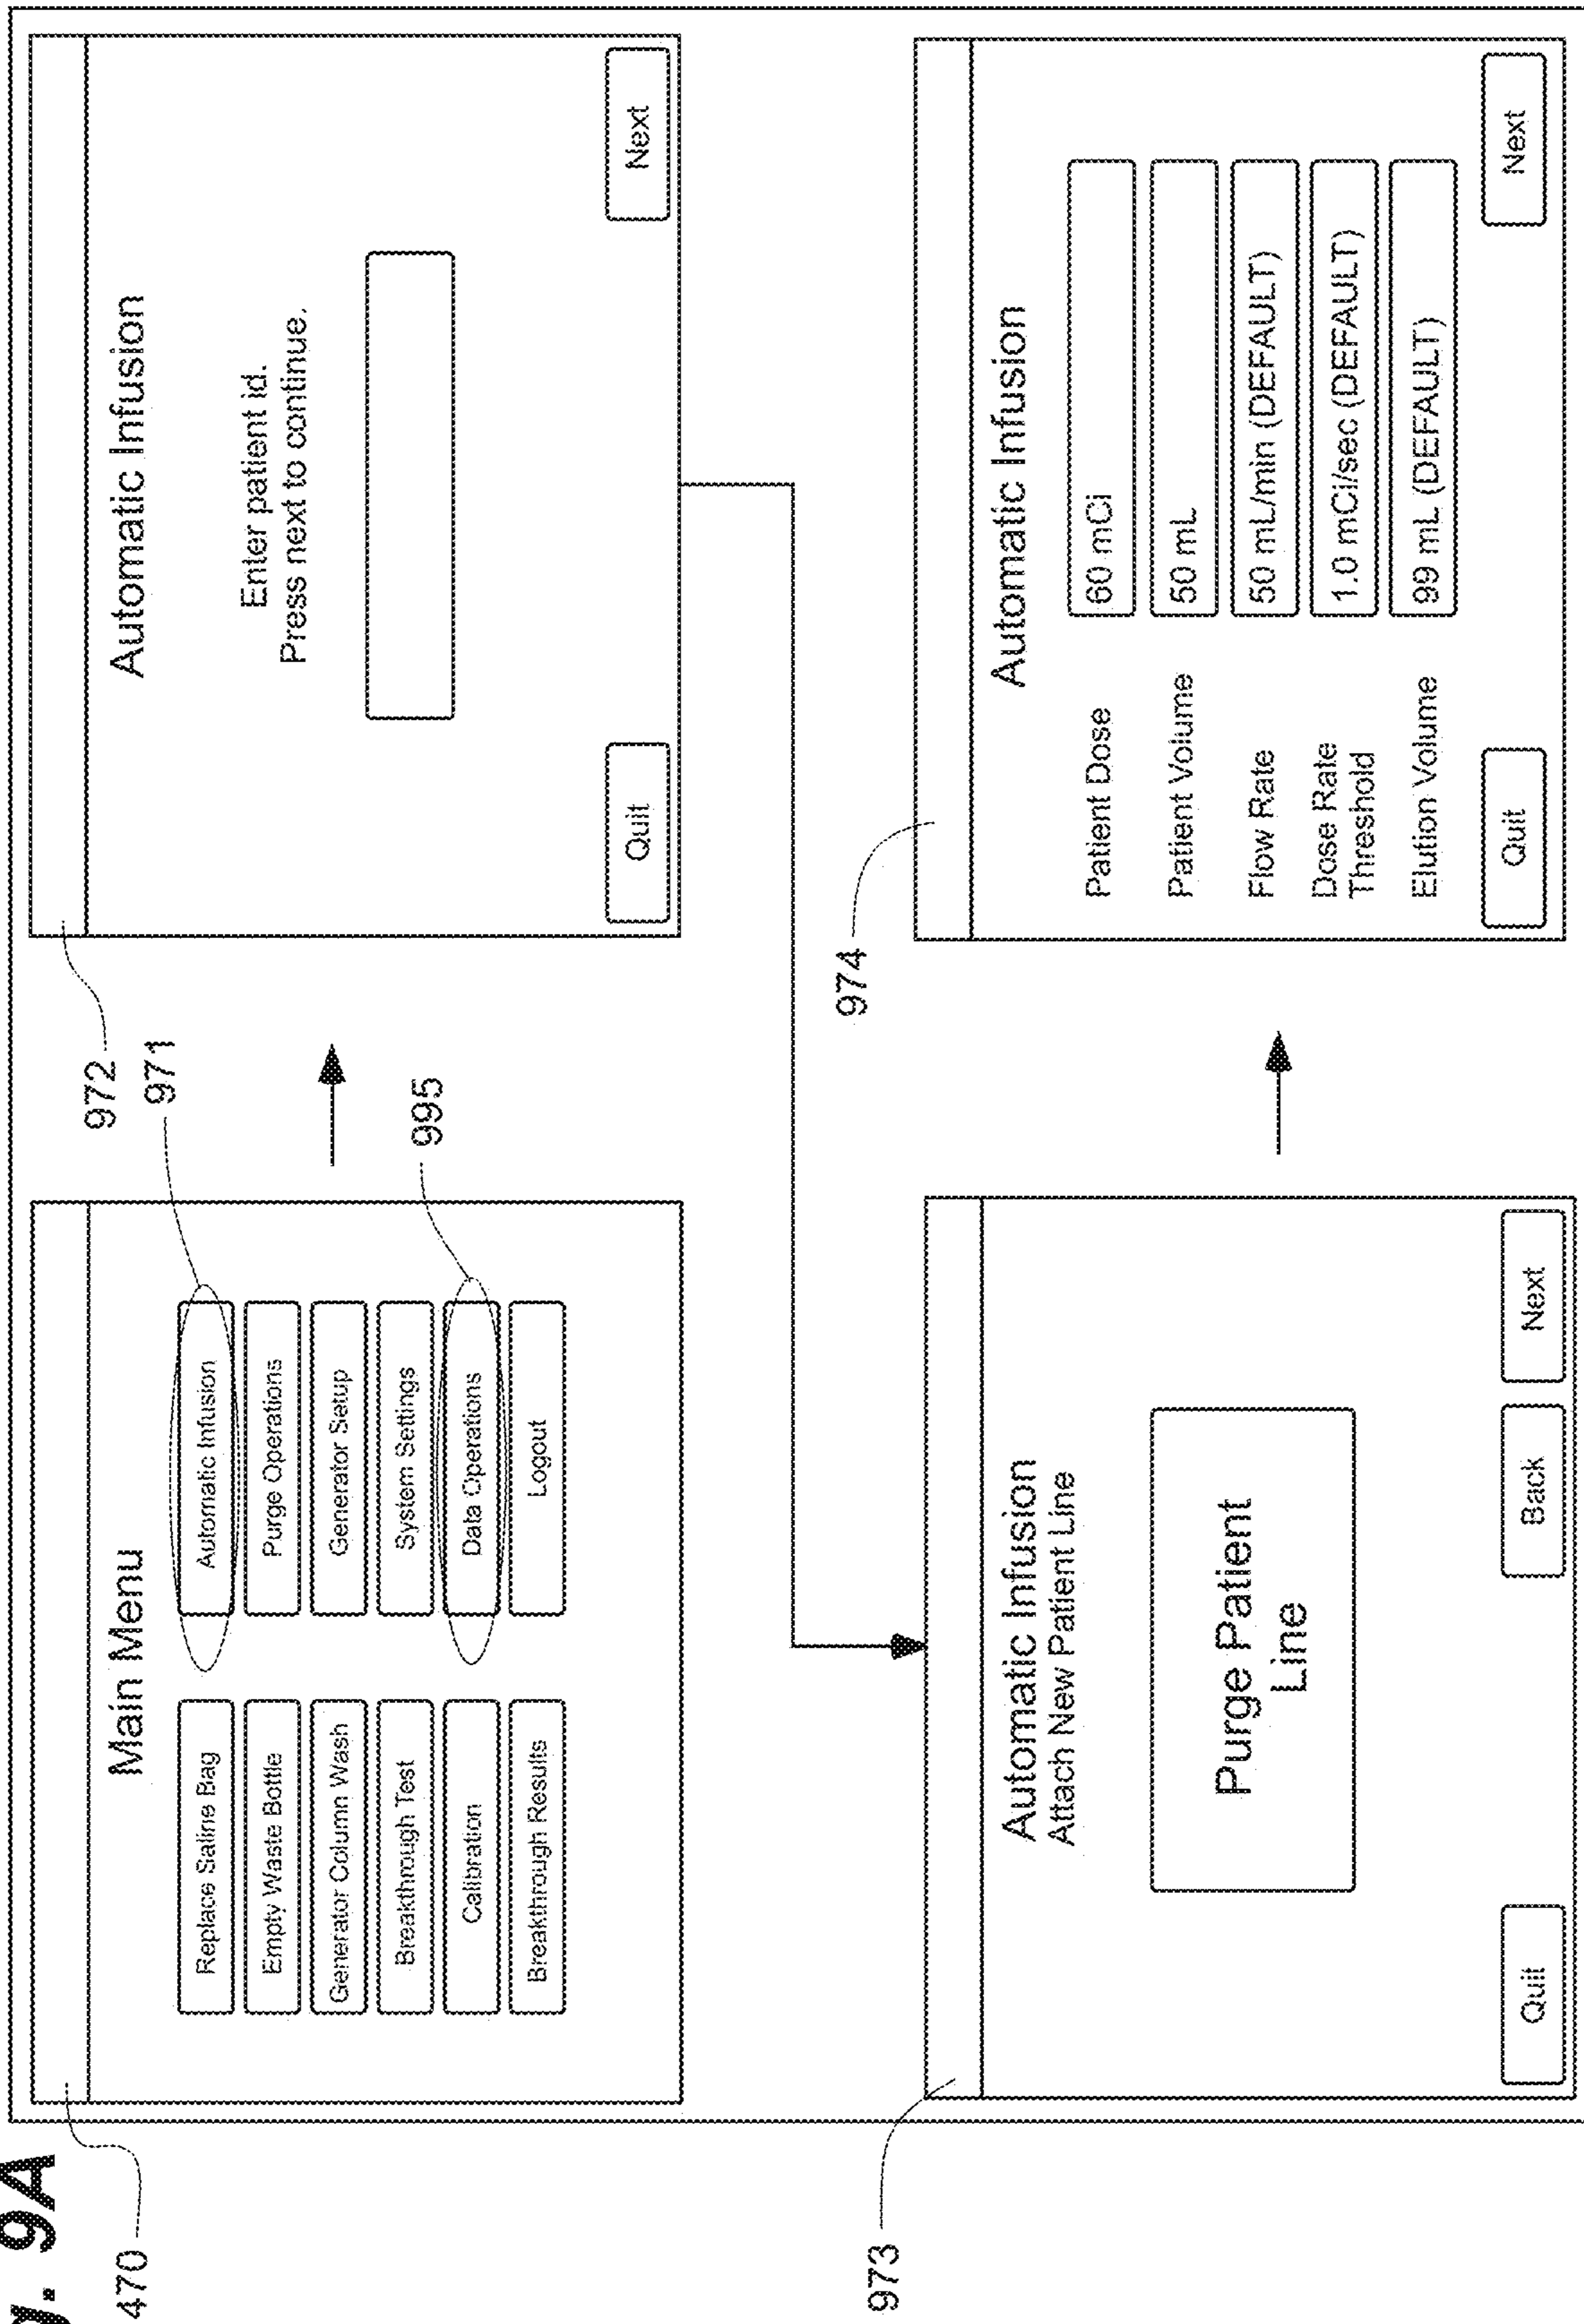 g. 9A
470
Main Menu
Replace Saline Bag
Automatic Infusion
Empty Waste Bottle
Purge Operations
Generator Column Wash
Generator Setup
Breakthrough Test
System Settings
Calibration
Data Operations
Breakthrough Results
Logout
971
995
972
Automatic Infusion
Enter patient id.
Press next to continue.
Quit
Next
973
Automatic Infusion
Attach New Patient Line
Purge Patient
Line
Quit
Back
Next
974
Automatic Infusion
Patient Dose
60 mCi
Patient Volume
50 mL
Flow Rate
50 mL/min (DEFAULT)
Dose Rate
Threshold
1.0 mCi/sec (DEFAULT)
Elution Volume
99 mL (DEFAULT)
Quit
Next